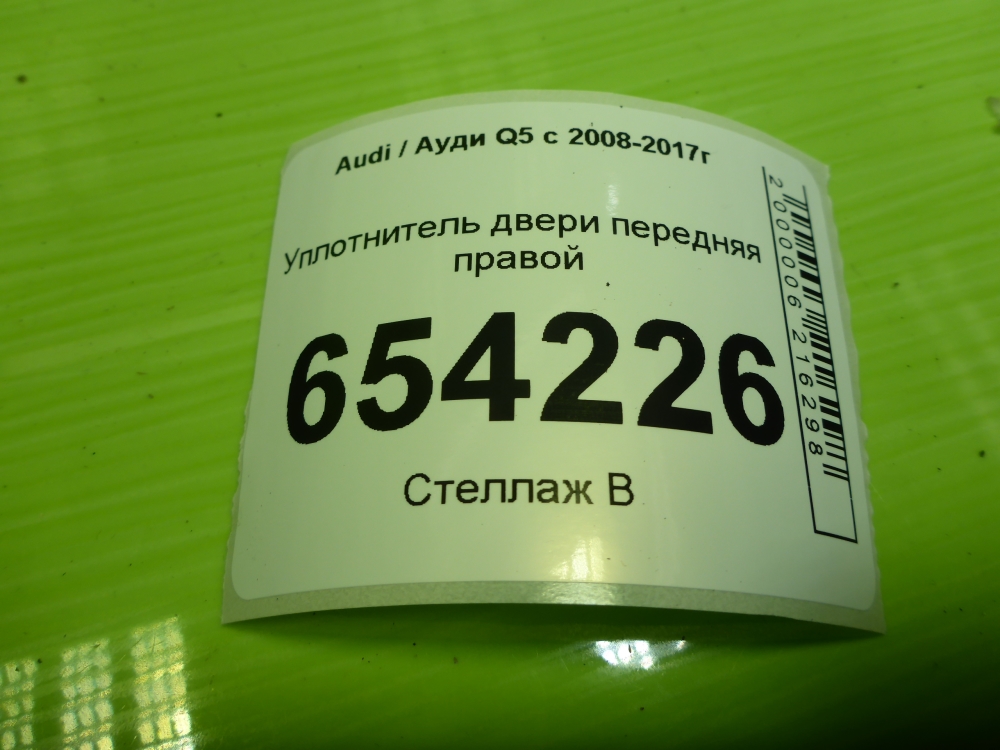 Audi / Ауди Q5 с 2008-2017г
Уплотнитель двери передняя
правой
654226
Стеллаж В
2000006216298